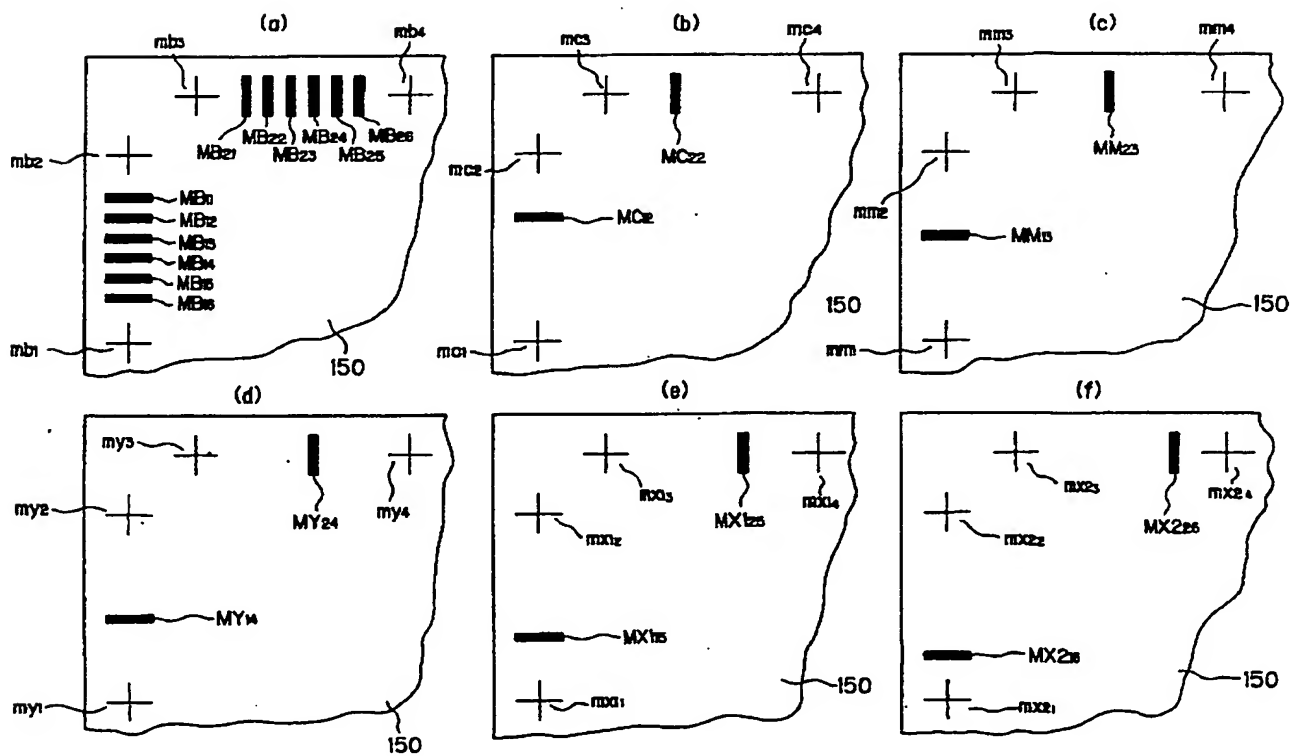 (a)
mb3
mb4
MB21
MB22
MB23
MB24
MB25
MB26
mb2
MB11
MB12
MB13
MB14
MB15
MB16
mb1
150
(b)
mc3
mc4
MC22
mc2
MC12
150
mc1
(c)
mm3
mm4
MM23
mm2
MM13
150
mm1
(d)
my3
my2
MY24
my4
MY14
my1
150
(e)
mx13
mx14
MX125
mx12
MX115
150
mx11
(f)
mx23
mx24
MX226
mx22
MX216
150
mx21